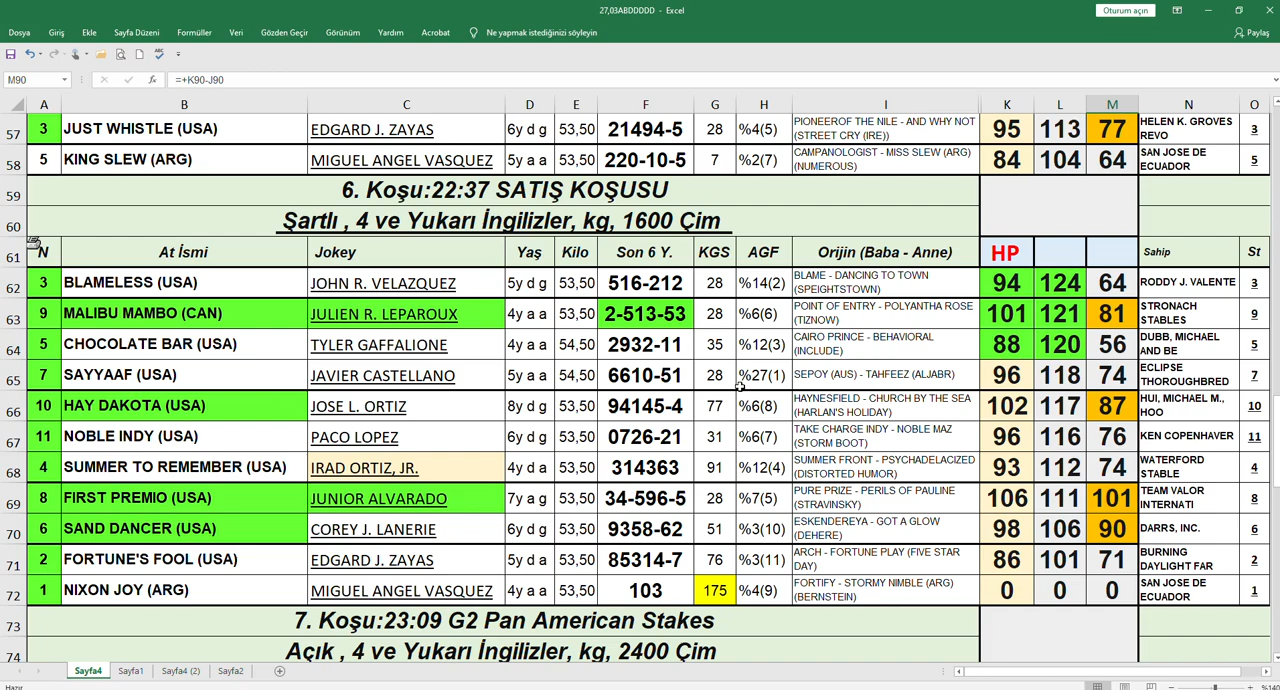 27,03ABDDDDD - Excel
Oturum açın
Dosya Giriş Ekle Sayfa Düzeni Formüller Veri Gözden Geçir Görünüm Yardım Acrobat Ne yapmak istediğinizi söyleyin Paylaş
M90 fx =+K90-J90
A B C D E F G H I K L M N O
57 3 JUST WHISTLE (USA) EDGARD J. ZAYAS 6y d g 53,50 21494-5 28 %4(5) PIONEEROF THE NILE - AND WHY NOT (STREET CRY (IRE)) 95 113 77 HELEN K. GROVES REVO 3
58 5 KING SLEW (ARG) MIGUEL ANGEL VASQUEZ 5y a a 53,50 220-10-5 7 %2(7) CAMPANOLOGIST - MISS SLEW (ARG) (NUMEROUS) 84 104 64 SAN JOSE DE ECUADOR 5
59 6. Koşu:22:37 SATIŞ KOŞUSU
60 Şartlı , 4 ve Yukarı İngilizler, kg, 1600 Çim
61 N At İsmi Jokey Yaş Kilo Son 6 Y. KGS AGF Orijin (Baba - Anne) HP Sahip St
62 3 BLAMELESS (USA) JOHN R. VELAZQUEZ 5y d g 53,50 516-212 28 %14(2) BLAME - DANCING TO TOWN (SPEIGHTSTOWN) 94 124 64 RODDY J. VALENTE 3
63 9 MALIBU MAMBO (CAN) JULIEN R. LEPAROUX 4y a a 53,50 2-513-53 28 %6(6) POINT OF ENTRY - POLYANTHA ROSE (TIZNOW) 101 121 81 STRONACH STABLES 9
64 5 CHOCOLATE BAR (USA) TYLER GAFFALIONE 4y a a 54,50 2932-11 35 %12(3) CAIRO PRINCE - BEHAVIORAL (INCLUDE) 88 120 56 DUBB, MICHAEL AND BE 5
65 7 SAYYAAF (USA) JAVIER CASTELLANO 5y a a 54,50 6610-51 28 %27(1) SEPOY (AUS) - TAHFEEZ (ALJABR) 96 118 74 ECLIPSE THOROUGHBRED 7
66 10 HAY DAKOTA (USA) JOSE L. ORTIZ 8y d g 53,50 94145-4 77 %6(8) HAYNESFIELD - CHURCH BY THE SEA (HARLAN'S HOLIDAY) 102 117 87 HUI, MICHAEL M., HOO 10
67 11 NOBLE INDY (USA) PACO LOPEZ 6y d g 53,50 0726-21 31 %6(7) TAKE CHARGE INDY - NOBLE MAZ (STORM BOOT) 96 116 76 KEN COPENHAVER 11
68 4 SUMMER TO REMEMBER (USA) IRAD ORTIZ, JR. 4y d a 53,50 314363 91 %12(4) SUMMER FRONT - PSYCHADELACIZED (DISTORTED HUMOR) 93 112 74 WATERFORD STABLE 4
69 8 FIRST PREMIO (USA) JUNIOR ALVARADO 7y a g 53,50 34-596-5 28 %7(5) PURE PRIZE - PERILS OF PAULINE (STRAVINSKY) 106 111 101 TEAM VALOR INTERNATI 8
70 6 SAND DANCER (USA) COREY J. LANERIE 6y d g 53,50 9358-62 51 %3(10) ESKENDEREYA - GOT A GLOW (DEHERE) 98 106 90 DARRS, INC. 6
71 2 FORTUNE'S FOOL (USA) EDGARD J. ZAYAS 5y d a 53,50 85314-7 76 %3(11) ARCH - FORTUNE PLAY (FIVE STAR DAY) 86 101 71 BURNING DAYLIGHT FAR 2
72 1 NIXON JOY (ARG) MIGUEL ANGEL VASQUEZ 4y a a 53,50 103 175 %4(9) FORTIFY - STORMY NIMBLE (ARG) (BERNSTEIN) 0 0 0 SAN JOSE DE ECUADOR 1
73 7. Koşu:23:09 G2 Pan American Stakes
74 Açık , 4 ve Yukarı İngilizler, kg, 2400 Çim
Sayfa4 Sayfa1 Sayfa4 (2) Sayfa2
Hazır %140